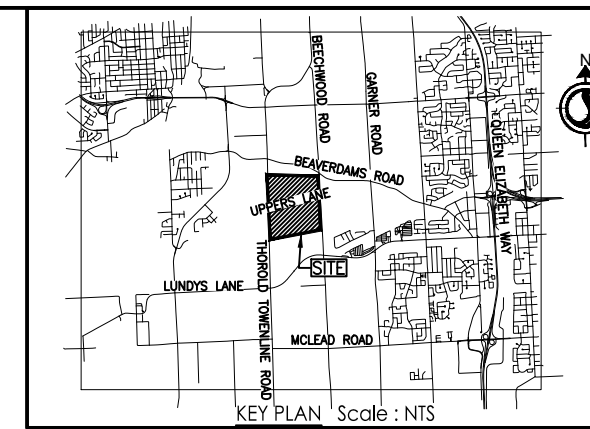 BEECHWOOD ROAD
GARNER ROAD
N
QUEEN ELIZABETH WAY
BEAVERDAMS ROAD
UPPERS LANE
SITE
THOROLD TOWENLINE ROAD
LUNDYS LANE
MCLEAD ROAD
KEY PLAN Scale : NTS